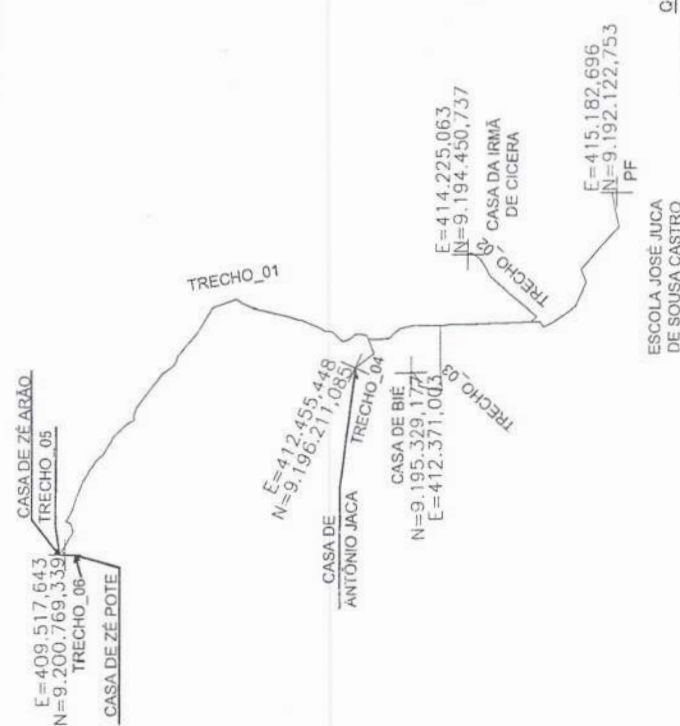 CASA DE ZÉ ARÃO
TRECHO_05
E=409.517,643
N=9.200.769,339
TRECHO_06
CASA DE ZÉ POTE
TRECHO_01
E=412.455,448
N=9.196.211,085
TRECHO_04
CASA DE
ANTÔNIO JACA
CASA DE BIÉ
N=9.195.329,177
E=412.371,003
TRECHO_03
E=414.225,063
N=9.194.450,737
CASA DA IRMÃ
DE CICERA
TRECHO_02
E=415.182,696
N=9.192.122,753
PF
ESCOLA JOSÉ JUCA
DE SOUSA CASTRO